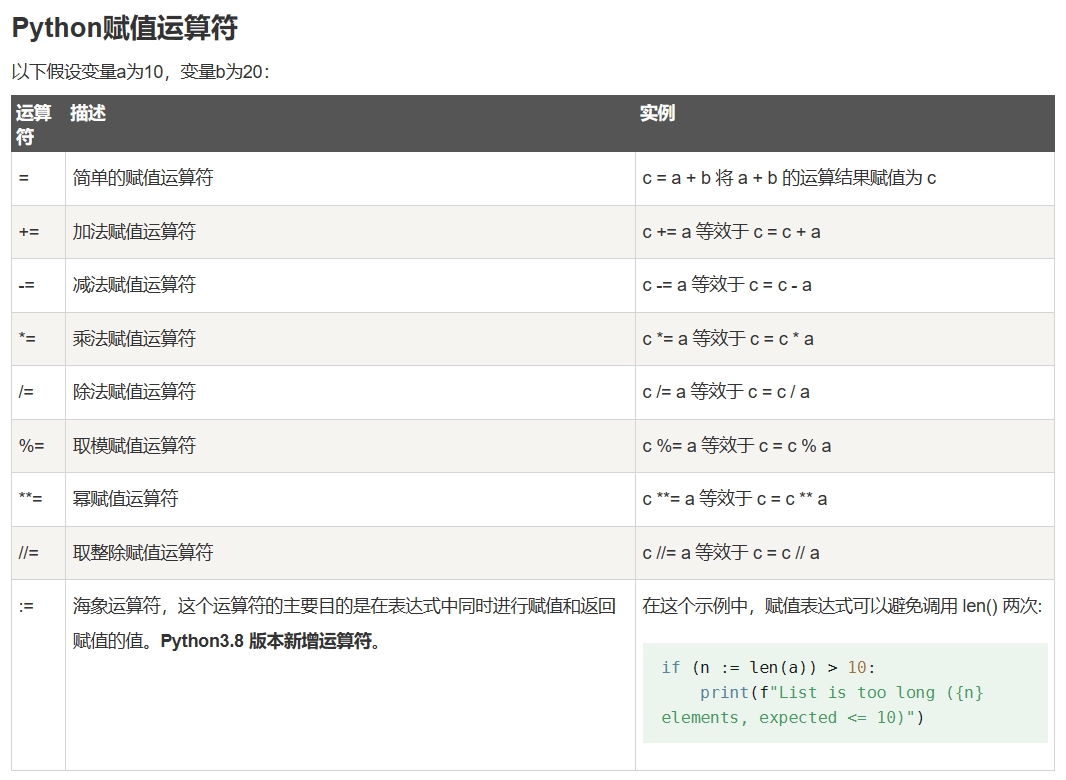 Python赋值运算符
以下假设变量a为10，变量b为20：
运算符 描述 实例
= 简单的赋值运算符 c = a + b 将 a + b 的运算结果赋值为 c
+= 加法赋值运算符 c += a 等效于 c = c + a
-= 减法赋值运算符 c -= a 等效于 c = c - a
*= 乘法赋值运算符 c *= a 等效于 c = c * a
/= 除法赋值运算符 c /= a 等效于 c = c / a
%= 取模赋值运算符 c %= a 等效于 c = c % a
**= 幂赋值运算符 c **= a 等效于 c = c ** a
//= 取整除赋值运算符 c //= a 等效于 c = c // a
:= 海象运算符，这个运算符的主要目的是在表达式中同时进行赋值和返回
赋值的值。Python3.8 版本新增运算符。
在这个示例中，赋值表达式可以避免调用 len() 两次:
if (n := len(a)) > 10:
    print(f"List is too long ({n}
elements, expected <= 10)")